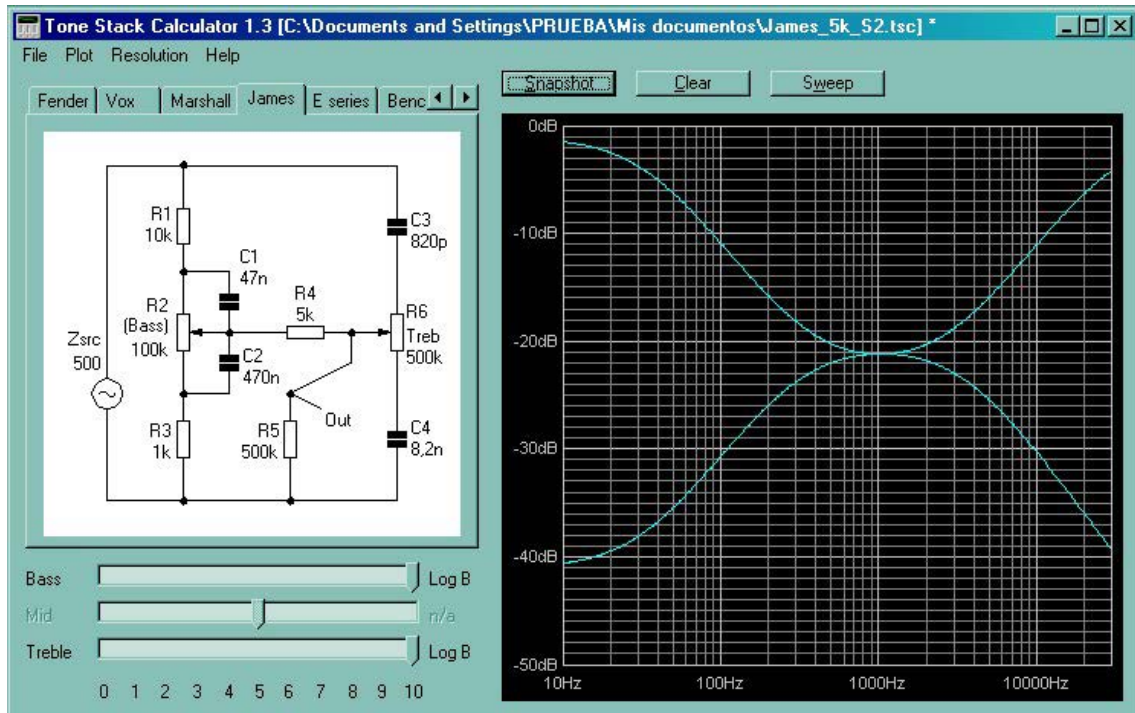 Tone Stack Calculator 1.3 [C:\Documents and Settings\PRUEBA\Mis documentos\James_5k_S2.tsc] *
File Plot Resolution Help
Fender Vox Marshall James E series Benc
Snapshot Clear Sweep
R1
10k
C1
47n
C3
820p
R2
(Bass)
100k
R4
5k
R6
Treb
500k
Zsrc
500
C2
470n
R3
1k
R5
500k
Out
C4
8,2n
Bass Log B
Mid n/a
Treble Log B
0 1 2 3 4 5 6 7 8 9 10
0dB
-10dB
-20dB
-30dB
-40dB
-50dB
10Hz 100Hz 1000Hz 10000Hz